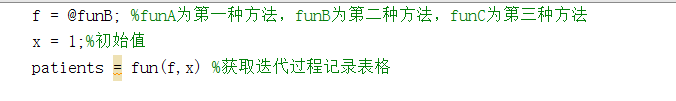 f = @funB; %funA为第一种方法，funB为第二种方法，funC为第三种方法
x = 1;%初始值
patients = fun(f,x) %获取迭代过程记录表格